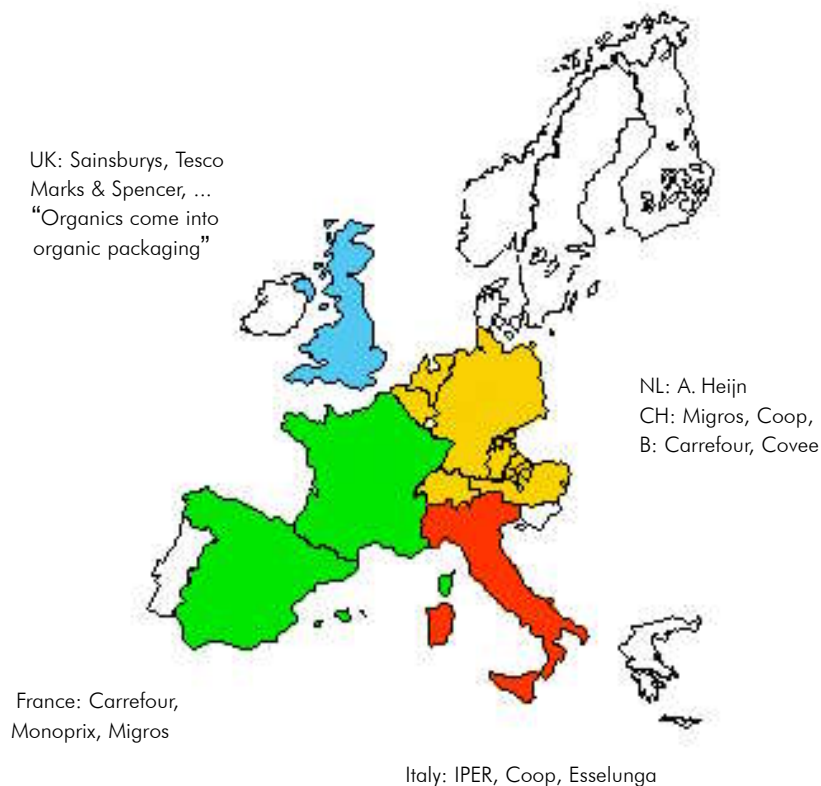 UK: Sainsburys, Tesco
Marks & Spencer, ...
“Organics come into
organic packaging”
NL: A. Heijn
CH: Migros, Coop,
B: Carrefour, Covee
France: Carrefour,
Monoprix, Migros
Italy: IPER, Coop, Esselunga